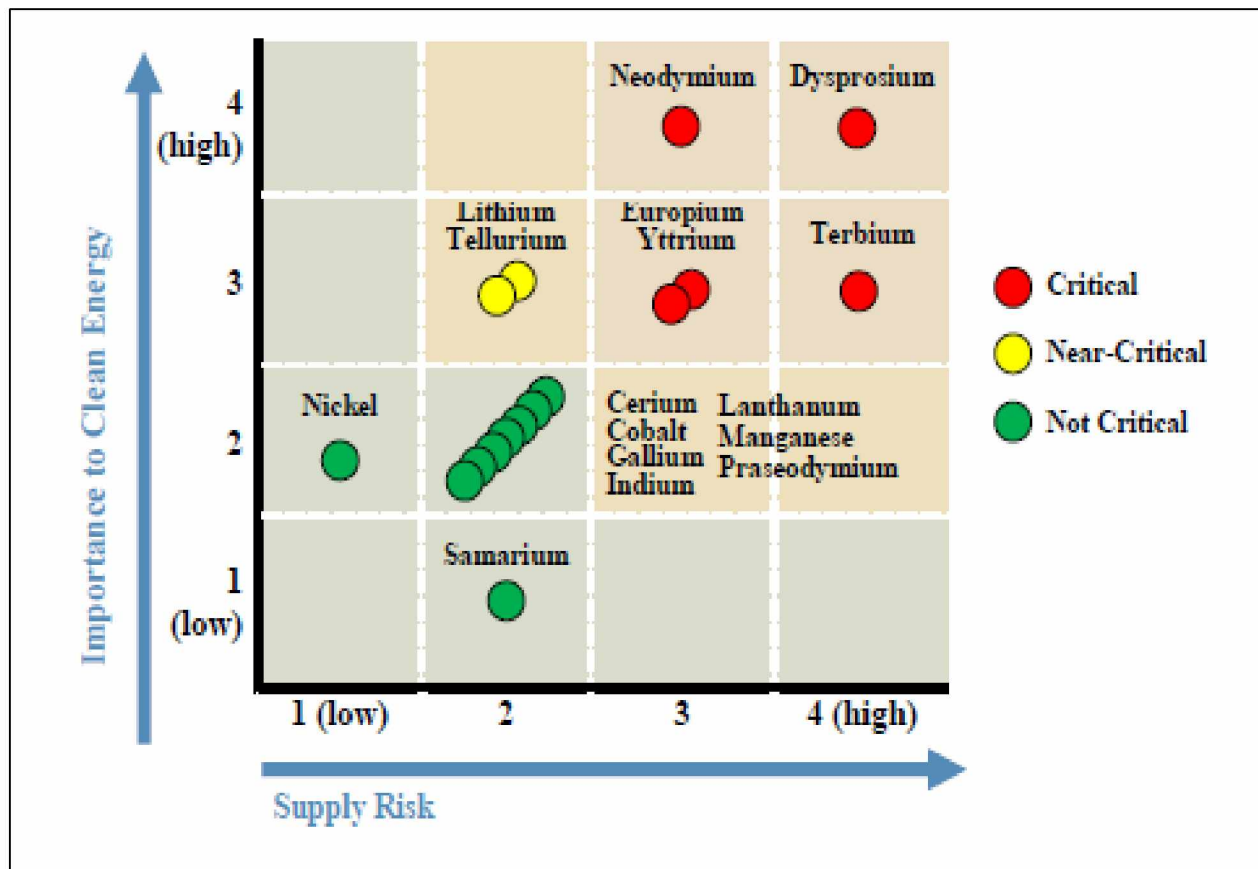 Importance to Clean Energy
4
(high)
3
2
1
(low)
Neodymium
Dysprosium
Lithium
Tellurium
Europium
Yttrium
Terbium
Nickel
Cerium
Cobalt
Gallium
Indium
Lanthanum
Manganese
Praseodymium
Samarium
1 (low)
2
3
4 (high)
Supply Risk
Critical
Near-Critical
Not Critical